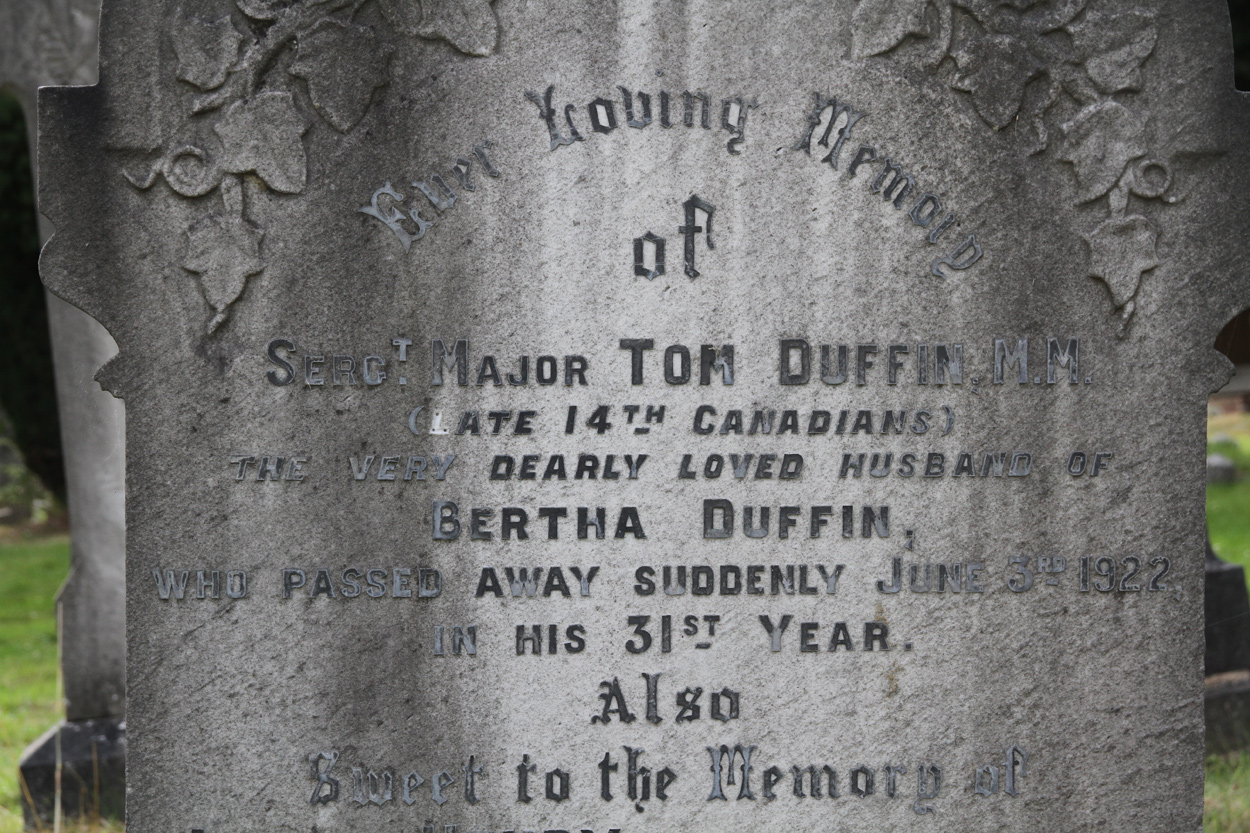 Ever Loving Memory
of
SERGT. MAJOR TOM DUFFIN, M.M.
(LATE 14TH CANADIANS)
THE VERY DEARLY LOVED HUSBAND OF
BERTHA DUFFIN,
WHO PASSED AWAY SUDDENLY JUNE 3RD 1922.
IN HIS 31ST YEAR.
Also
Sweet to the Memory of
HENRY